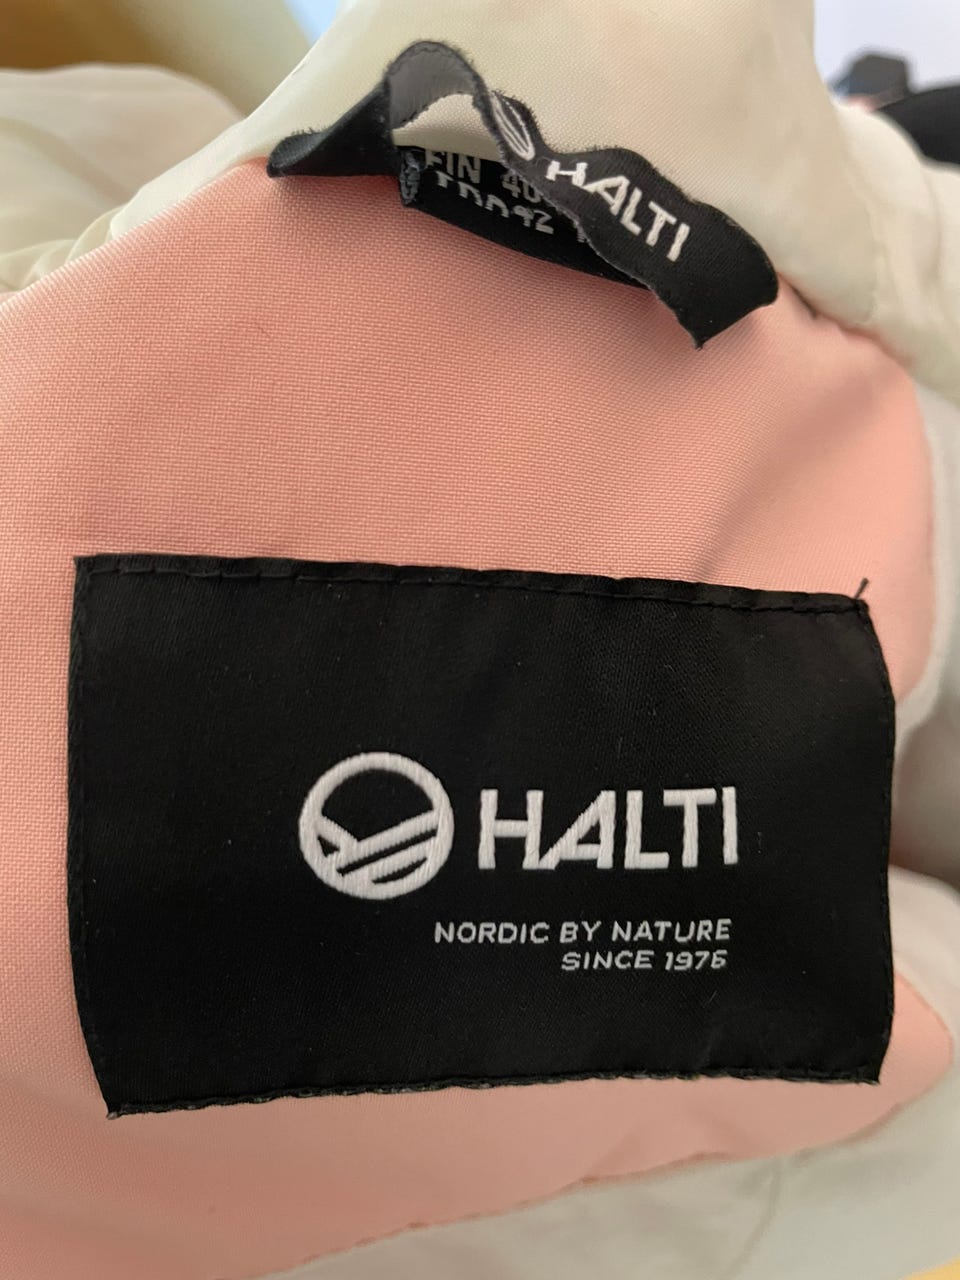 HALTI
FIN 40
HALTI
NORDIC BY NATURE
SINCE 1976